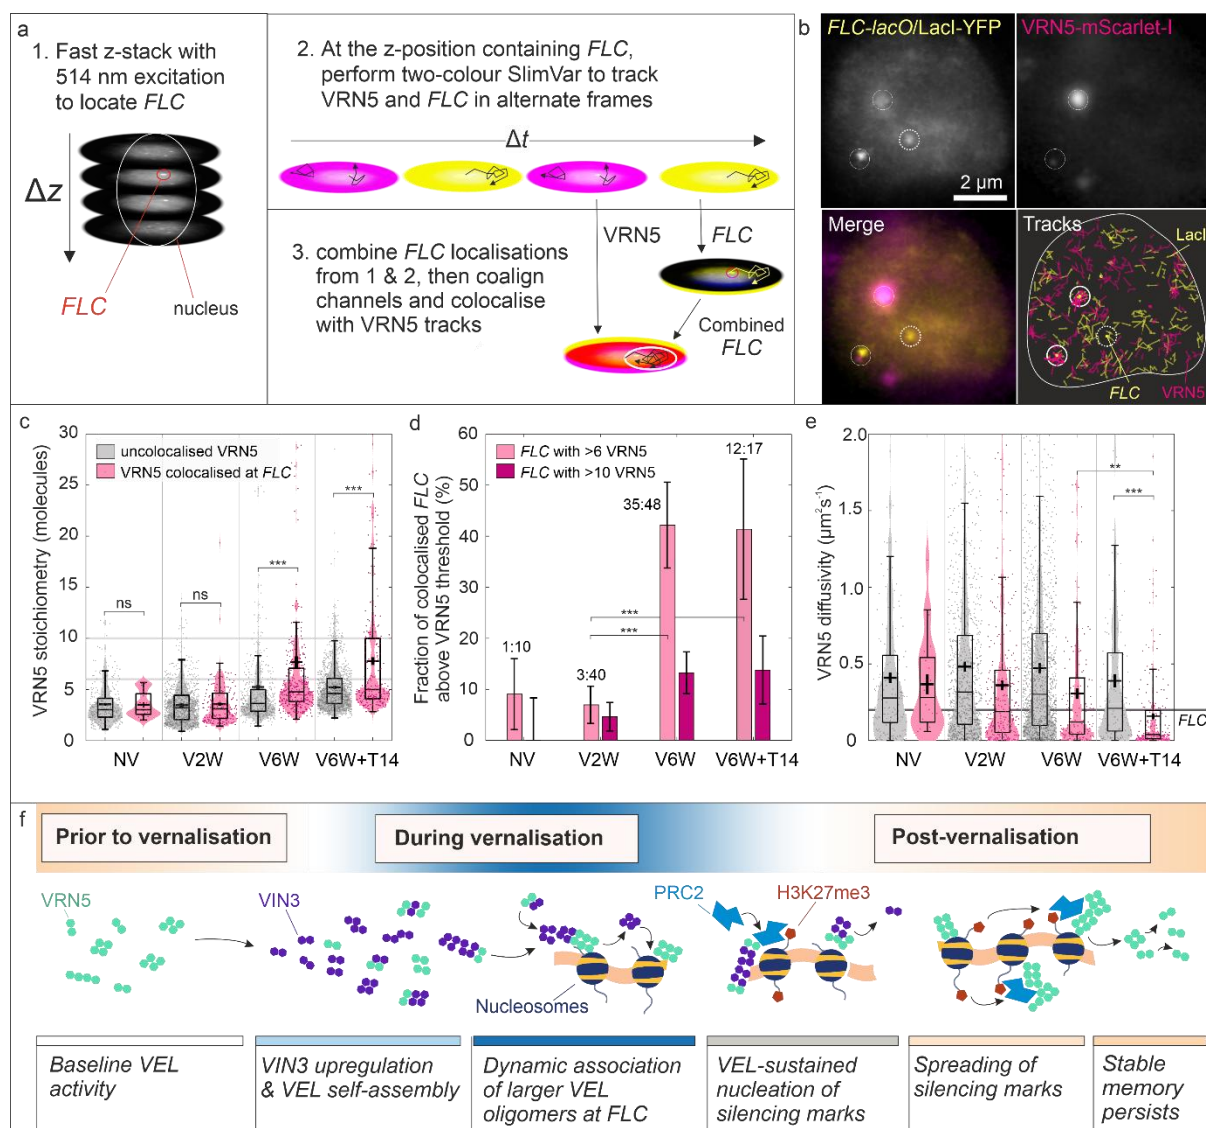 a
1. Fast z-stack with
514 nm excitation
to locate FLC
Δz
FLC
nucleus
2. At the z-position containing FLC,
perform two-colour SlimVar to track
VRN5 and FLC in alternate frames
Δt
3. combine FLC localisations
from 1 & 2, then coalign
channels and colocalise
with VRN5 tracks
VRN5
FLC
Combined
FLC
b
FLC-lacO/LacI-YFP
VRN5-mScarlet-I
2 μm
Merge
Tracks
LacI
FLC
VRN5
c
VRN5 stoichiometry (molecules)
30
25
20
15
10
5
0
uncolocalised VRN5
VRN5 colocalised at FLC
ns
ns
***
***
NV
V2W
V6W
V6W+T14
d
Fraction of colocalised FLC
above VRN5 threshold (%)
60
50
40
30
20
10
0
FLC with >6 VRN5
FLC with >10 VRN5
1:10
3:40
35:48
12:17
***
***
NV
V2W
V6W
V6W+T14
e
VRN5 diffusivity (μm²s⁻¹)
2.0
1.5
1.0
0.5
0
**
***
FLC
NV
V2W
V6W
V6W+T14
f
Prior to vernalisation
During vernalisation
Post-vernalisation
VRN5
VIN3
Nucleosomes
PRC2
H3K27me3
Baseline VEL
activity
VIN3 upregulation
& VEL self-assembly
Dynamic association
of larger VEL
oligomers at FLC
VEL-sustained
nucleation of
silencing marks
Spreading of
silencing marks
Stable
memory
persists